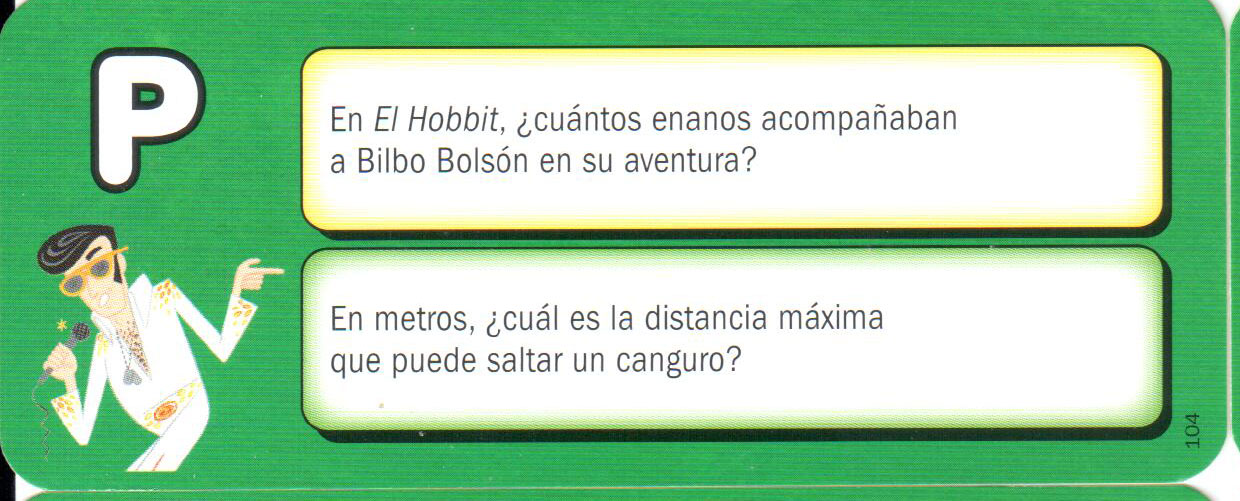 P
En El Hobbit, ¿cuántos enanos acompañaban
a Bilbo Bolsón en su aventura?
En metros, ¿cuál es la distancia máxima
que puede saltar un canguro?
104